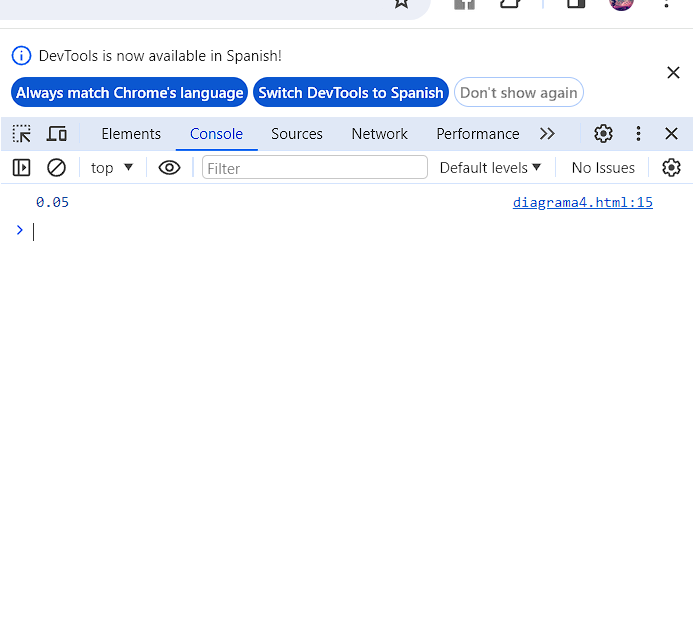 DevTools is now available in Spanish!
Always match Chrome's language Switch DevTools to Spanish Don't show again
Elements Console Sources Network Performance
top Filter Default levels No Issues
0.05 diagrama4.html:15